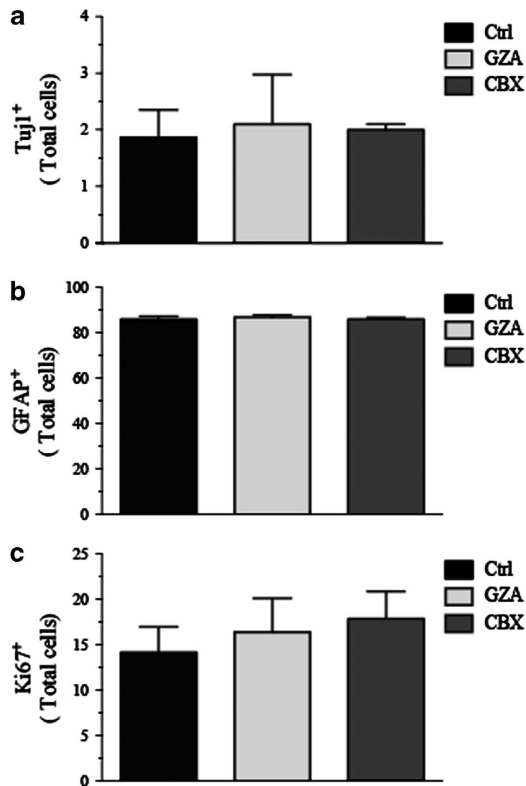 a
Tuj1+
( Total cells)
4
3
2
1
0
Ctrl
GZA
CBX
b
GFAP+
( Total cells)
100
80
60
40
20
0
Ctrl
GZA
CBX
c
Ki67+
( Total cells)
25
20
15
10
5
0
Ctrl
GZA
CBX